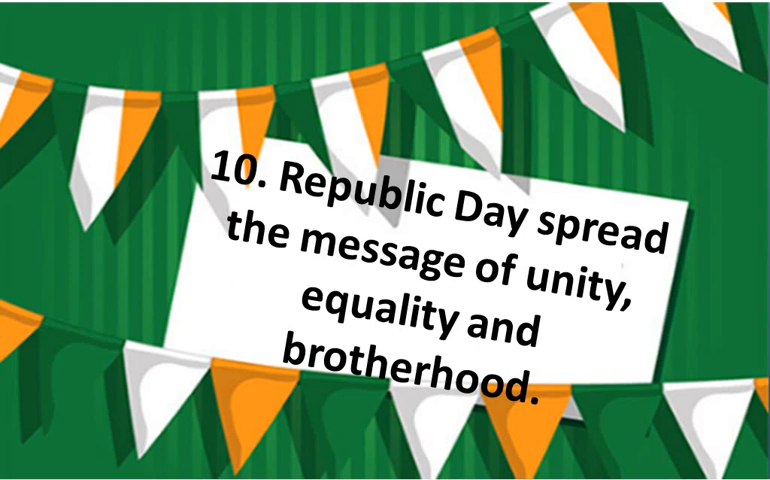 10. Republic Day spread
the message of unity,
equality and
brotherhood.